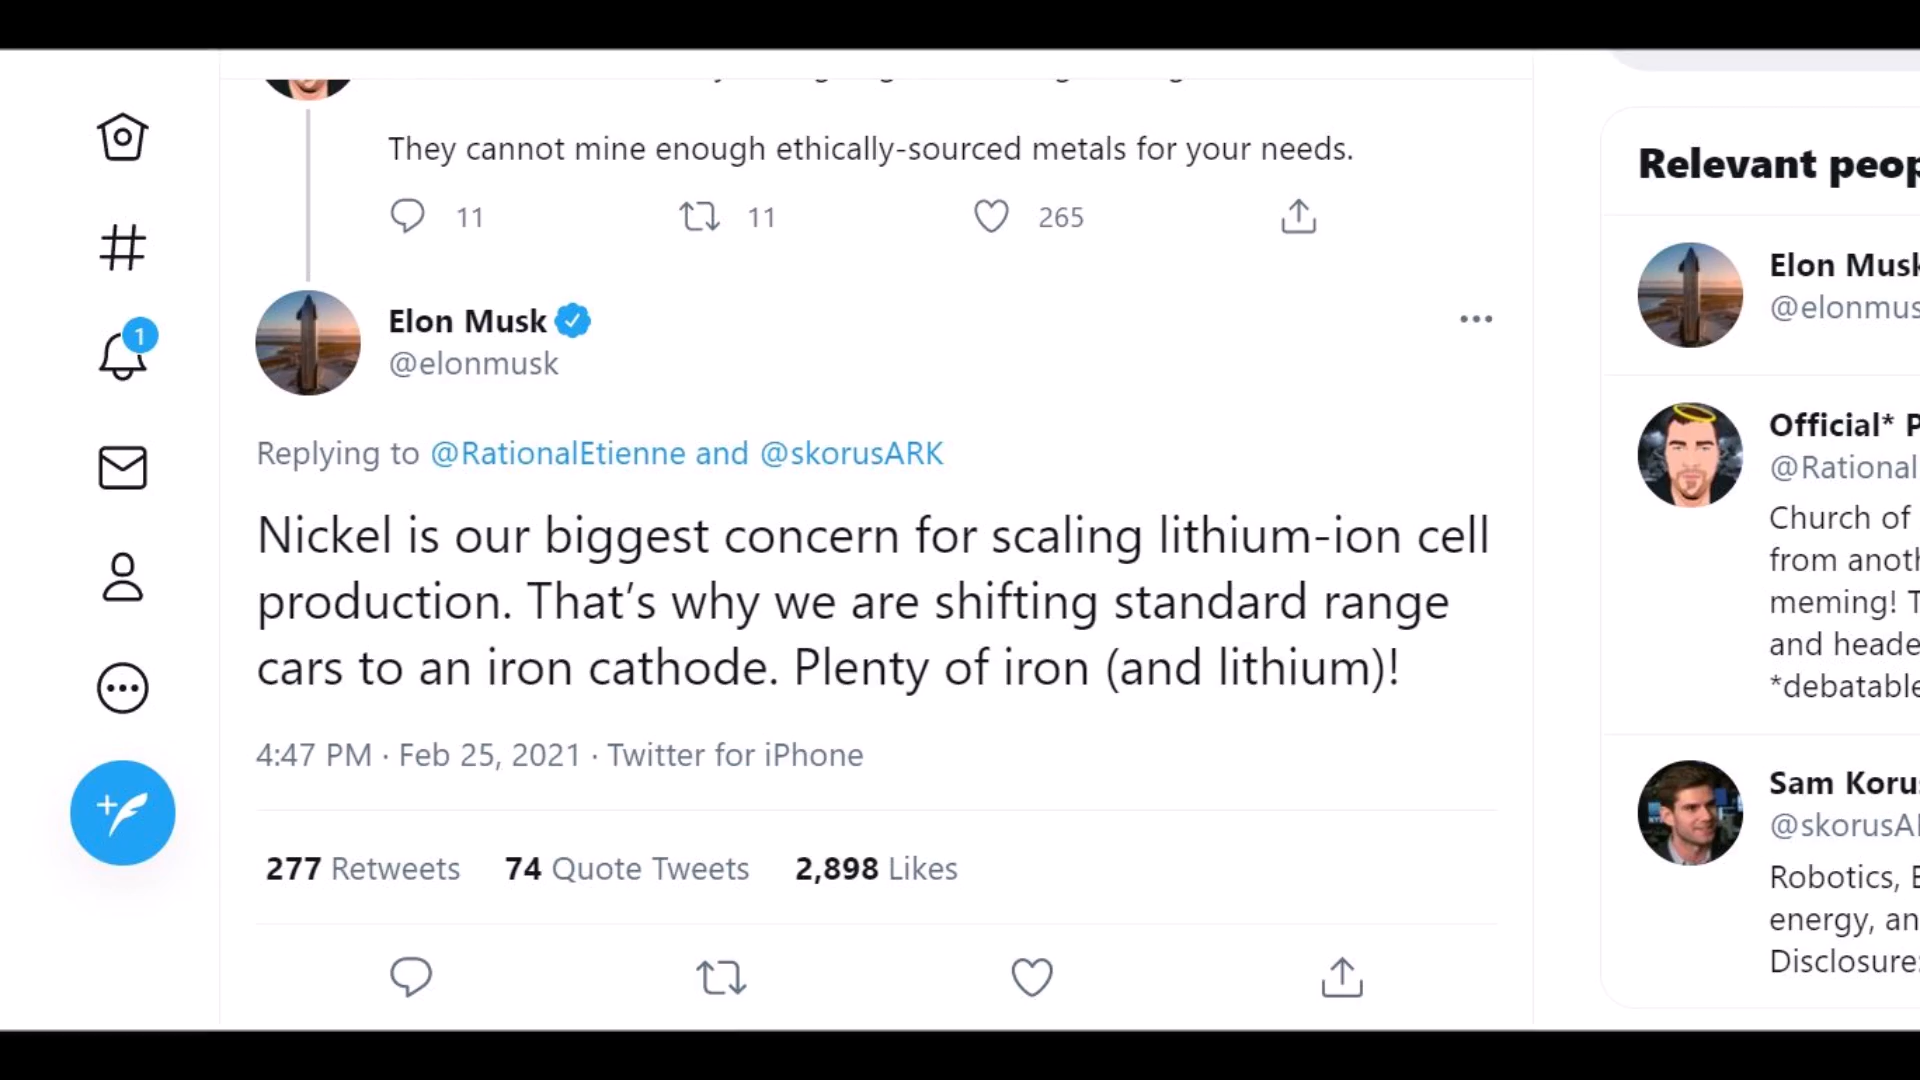 They cannot mine enough ethically-sourced metals for your needs.
11 11 265
Elon Musk
@elonmusk
Replying to @RationalEtienne and @skorusARK
Nickel is our biggest concern for scaling lithium-ion cell
production. That’s why we are shifting standard range
cars to an iron cathode. Plenty of iron (and lithium)!
4:47 PM · Feb 25, 2021 · Twitter for iPhone
277 Retweets 74 Quote Tweets 2,898 Likes
1
Relevant peop
Elon Musk
@elonmus
Official* P
@Rational
Church of
from anoth
meming! T
and heade
*debatable
Sam Koru
@skorusA
Robotics, E
energy, an
Disclosure: